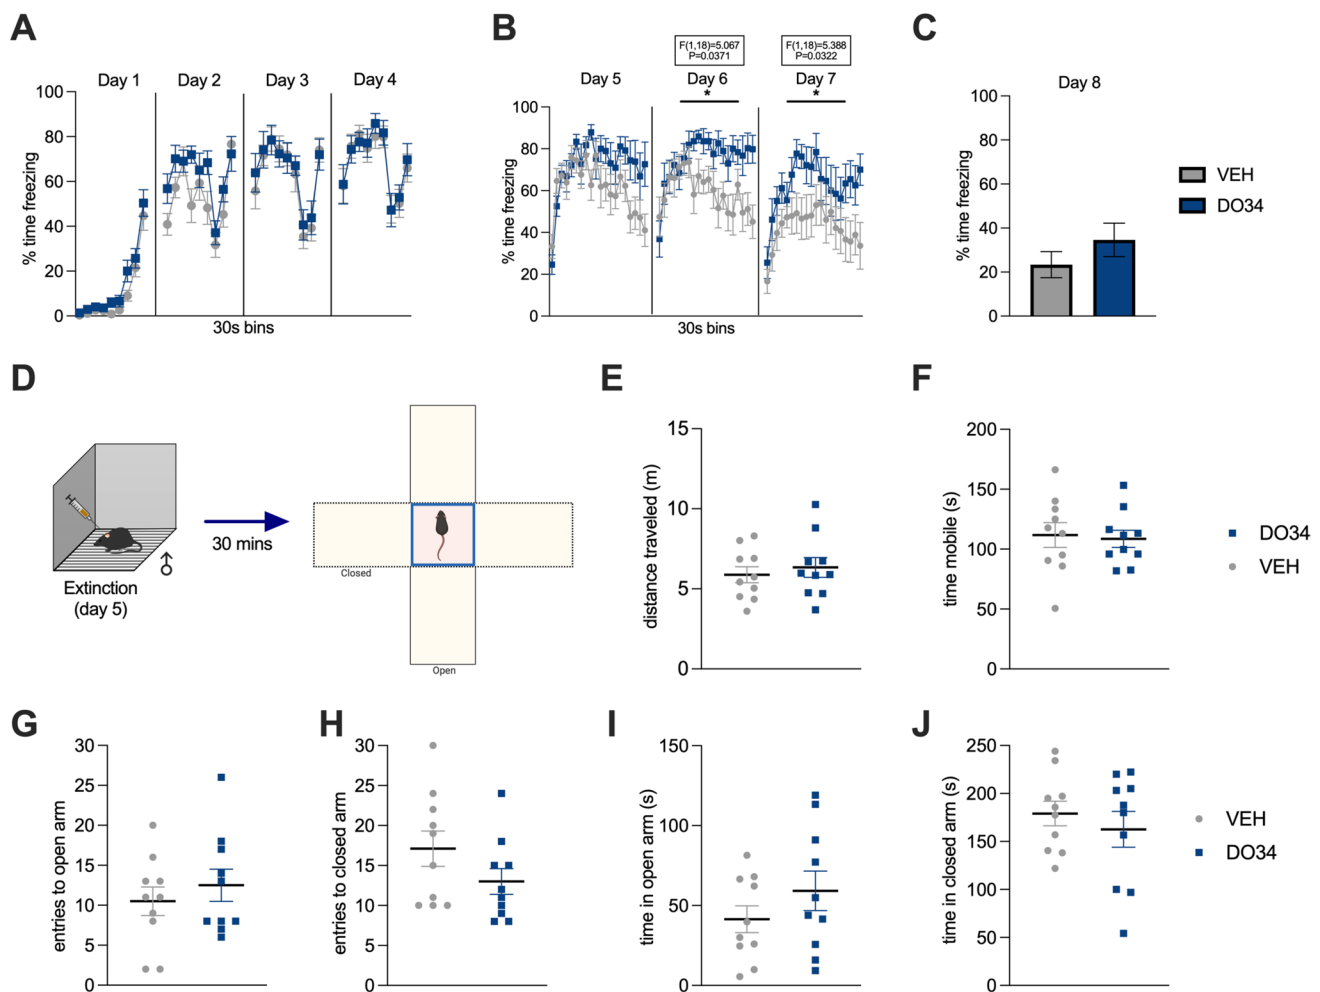 A
Day 1
Day 2
Day 3
Day 4
% time freezing
100
80
60
40
20
0
30s bins
B
F(1,18)=5.067
P=0.0371
F(1,18)=5.388
P=0.0322
Day 5
Day 6
Day 7
*
*
% time freezing
100
80
60
40
20
0
30s bins
C
Day 8
% time freezing
100
80
60
40
20
0
VEH
DO34
D
Extinction
(day 5)
♂
30 mins
Closed
Open
E
distance traveled (m)
15
10
5
0
F
time mobile (s)
200
150
100
50
0
DO34
VEH
G
entries to open arm
30
25
20
15
10
5
0
H
entries to closed arm
30
25
20
15
10
5
0
I
time in open arm (s)
150
100
50
0
J
time in closed arm (s)
250
200
150
100
50
0
VEH
DO34